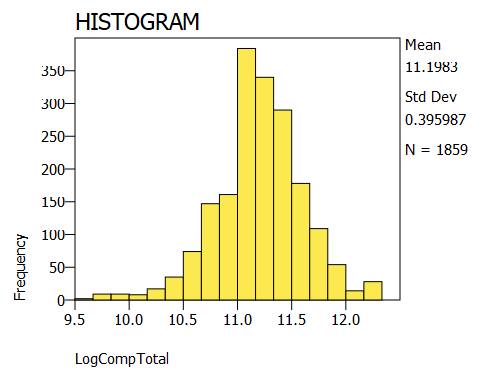 HISTOGRAM
Mean
11.1983
Std Dev
0.395987
N = 1859
Frequency
350
300
250
200
150
100
50
0
9.5 10.0 10.5 11.0 11.5 12.0
LogCompTotal